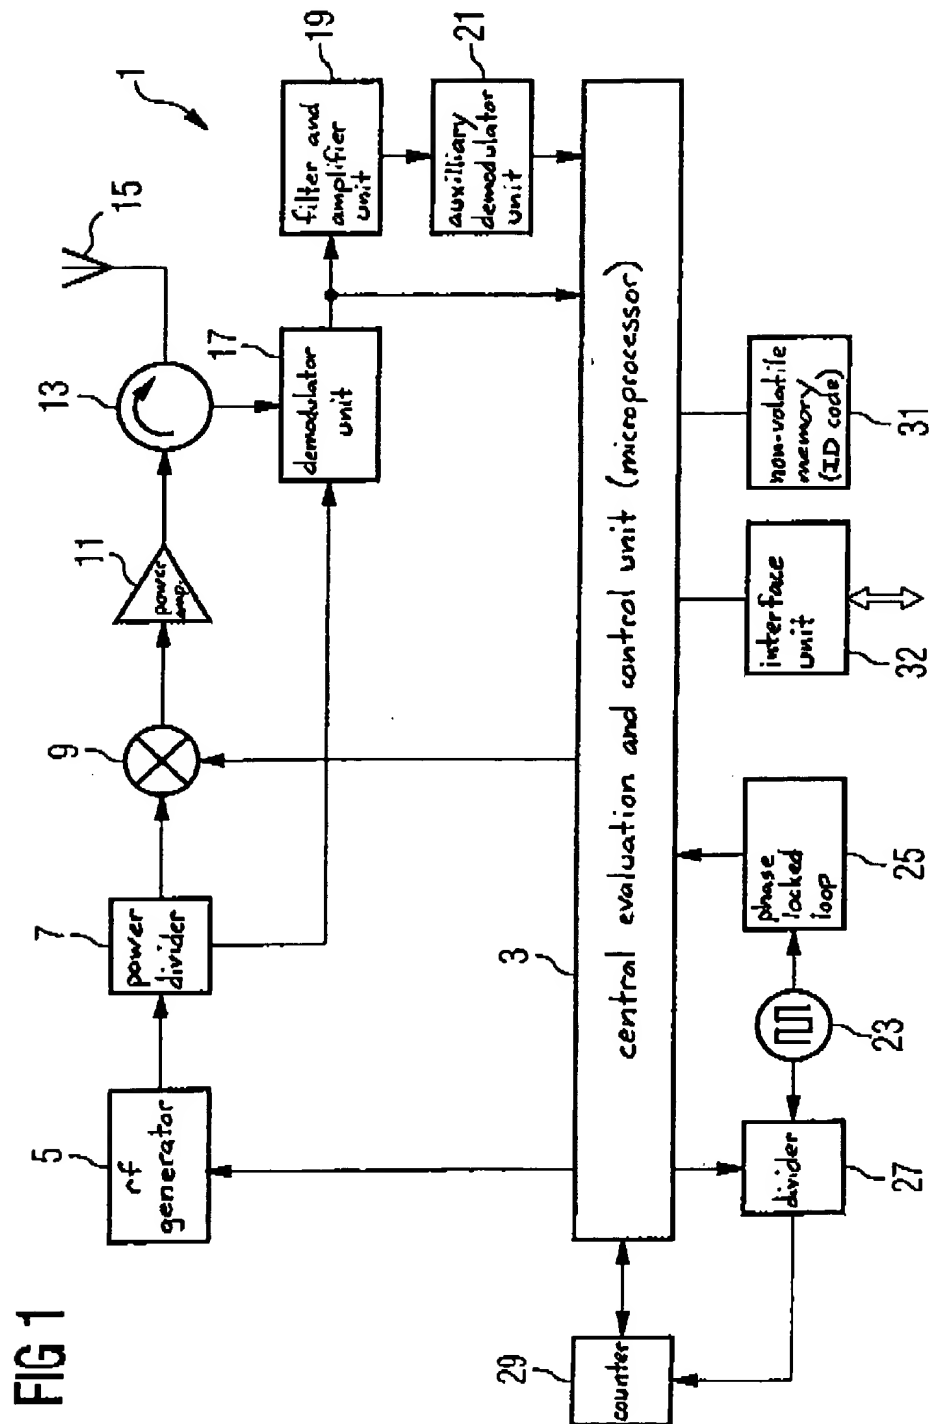 FIG 1
1
5
rf
generator
7
power
divider
9
11
power
amp.
13
15
17
demodulator
unit
19
filter and
amplifier
unit
21
auxilliary
demodulator
unit
3
central evaluation and control unit (microprocessor)
29
counter
divider
27
23
phase
locked
loop
25
interface
unit
32
non-volatile
memory
(ID code)
31